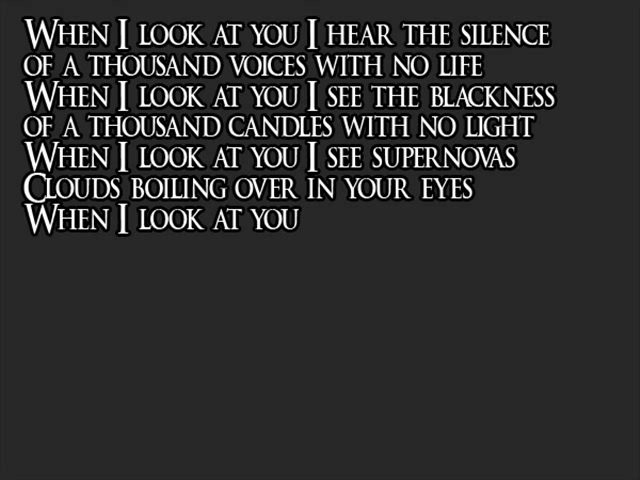 When I look at you I hear the silence
of a thousand voices with no life
When I look at you I see the blackness
of a thousand candles with no light
When I look at you I see supernovas
Clouds boiling over in your eyes
When I look at you